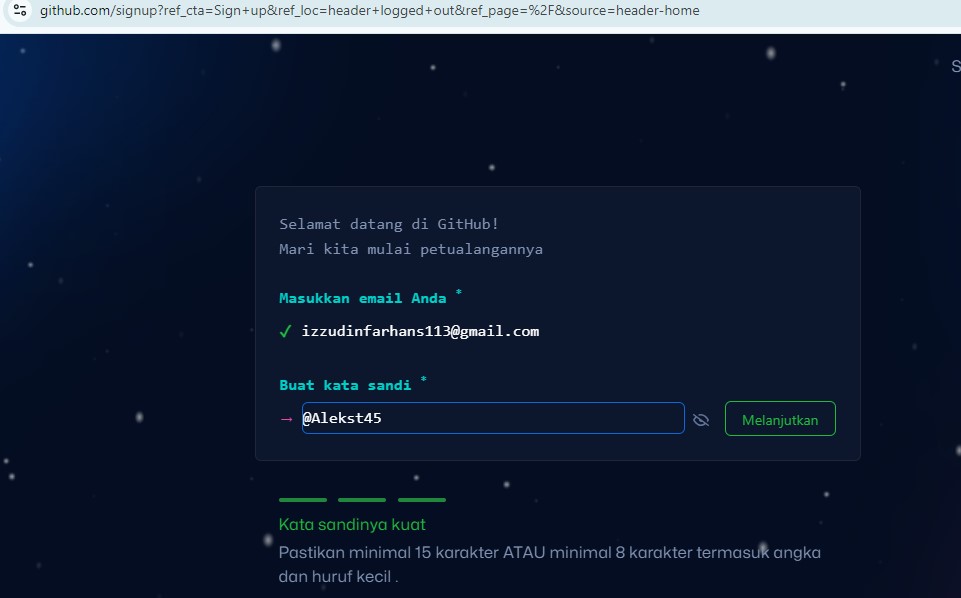 github.com/signup?ref_cta=Sign+up&ref_loc=header+logged+out&ref_page=%2F&source=header-home
S
Selamat datang di GitHub!
Mari kita mulai petualangannya
Masukkan email Anda *
✓ izzudinfarhans113@gmail.com
Buat kata sandi *
→ @Alekst45 Melanjutkan
Kata sandinya kuat
Pastikan minimal 15 karakter ATAU minimal 8 karakter termasuk angka
dan huruf kecil .